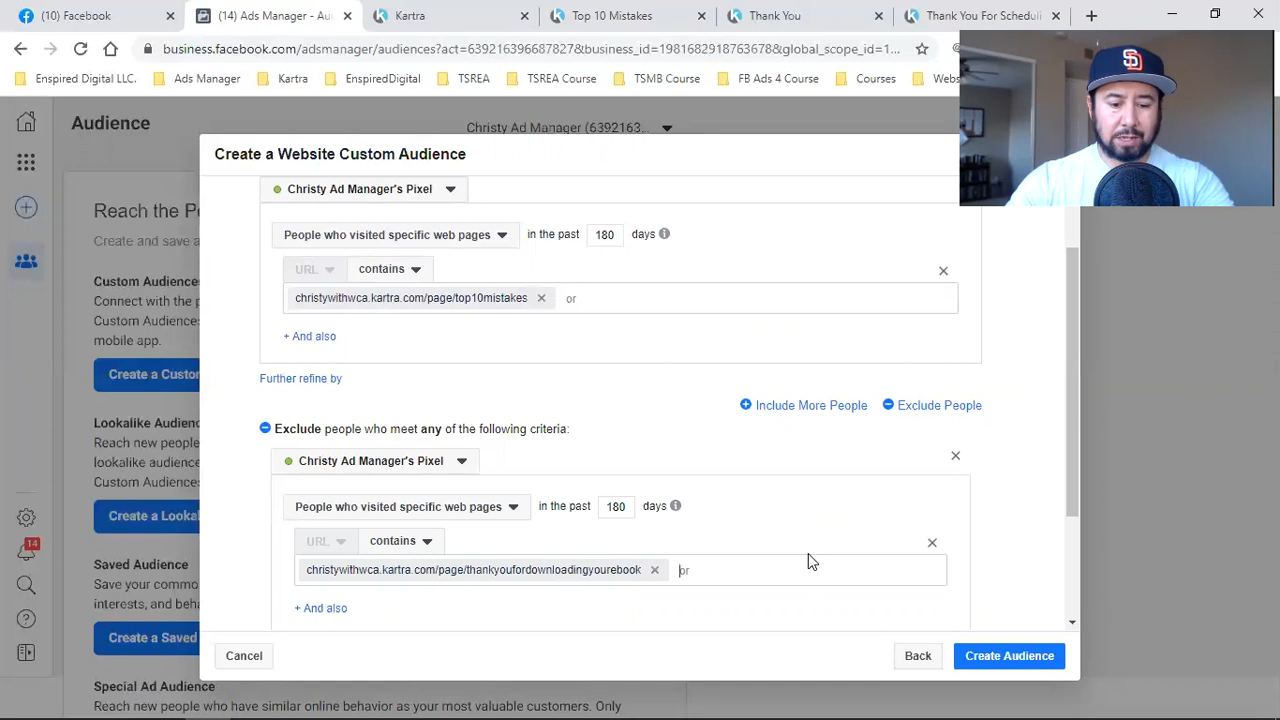 (10) Facebook
(14) Ads Manager - Au
Kartra
Top 10 Mistakes
Thank You
Thank You For Scheduli
business.facebook.com/adsmanager/audiences?act=639216396687827&business_id=1981682918763678&global_scope_id=1...
Enspired Digital LLC.
Ads Manager
Kartra
EnspiredDigital
TSREA
TSREA Course
TSMB Course
FB Ads 4 Course
Courses
Webs
Audience
Christy Ad Manager (6392163...
Create a Website Custom Audience
Christy Ad Manager's Pixel
People who visited specific web pages
in the past
180
days
URL
contains
christywithwca.kartra.com/page/top10mistakes
or
+ And also
Further refine by
Include More People
Exclude People
Exclude people who meet any of the following criteria:
Christy Ad Manager's Pixel
People who visited specific web pages
in the past
180
days
URL
contains
christywithwca.kartra.com/page/thankyoufordownloadingyourebook
or
+ And also
Cancel
Back
Create Audience
Reach the Pe
Create and save a
Custom Audiences
Connect with the p
Custom Audiences
mobile app.
Create a Custor
Lookalike Audience
Reach new people
lookalike audience
Custom Audiences
Create a Looka
Saved Audience
Save your commo
interests, and beh
Create a Saved
Special Ad Audience
Reach new people who have similar online behavior as your most valuable customers. Only
14
SD